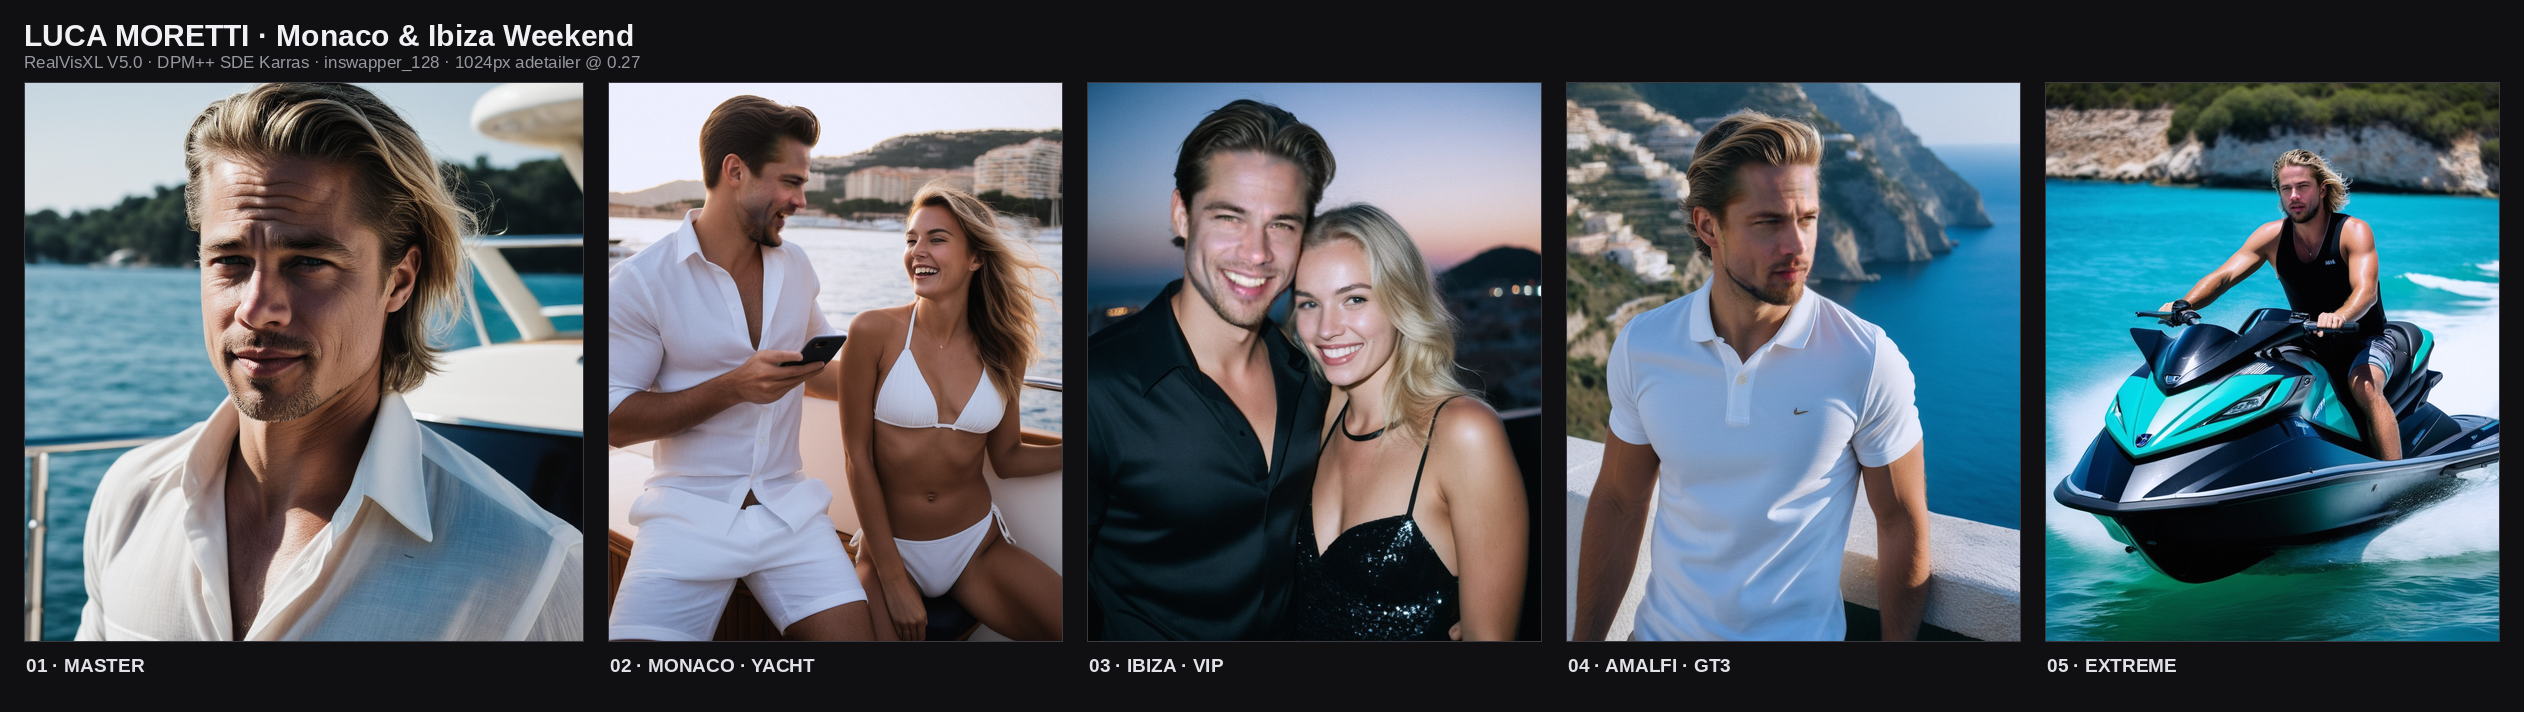 LUCA MORETTI · Monaco & Ibiza Weekend
RealVisXL V5.0 · DPM++ SDE Karras · inswapper_128 · 1024px adetailer @ 0.27
01 · MASTER
02 · MONACO · YACHT
03 · IBIZA · VIP
04 · AMALFI · GT3
05 · EXTREME